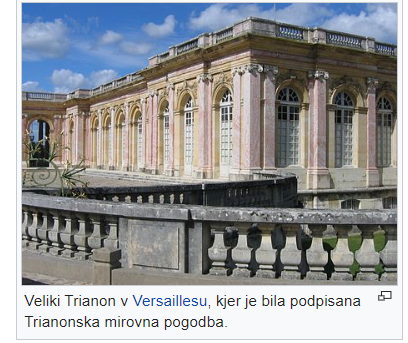 Veliki Trianon v Versaillesu, kjer je bila podpisana
Trianonska mirovna pogodba.